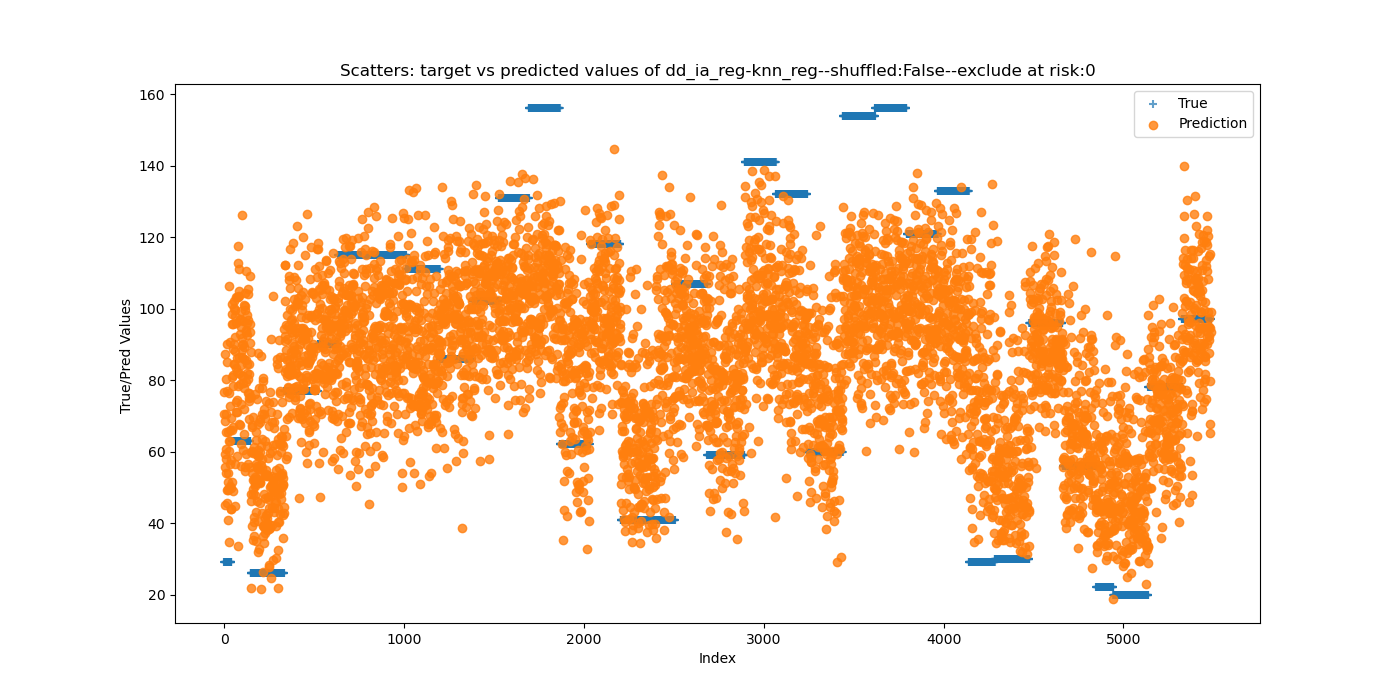 Scatters: target vs predicted values of dd_ia_reg-knn_reg--shuffled:False--exclude at risk:0
True
Prediction
True/Pred Values
160
140
120
100
80
60
40
20
0
1000
2000
3000
4000
5000
Index